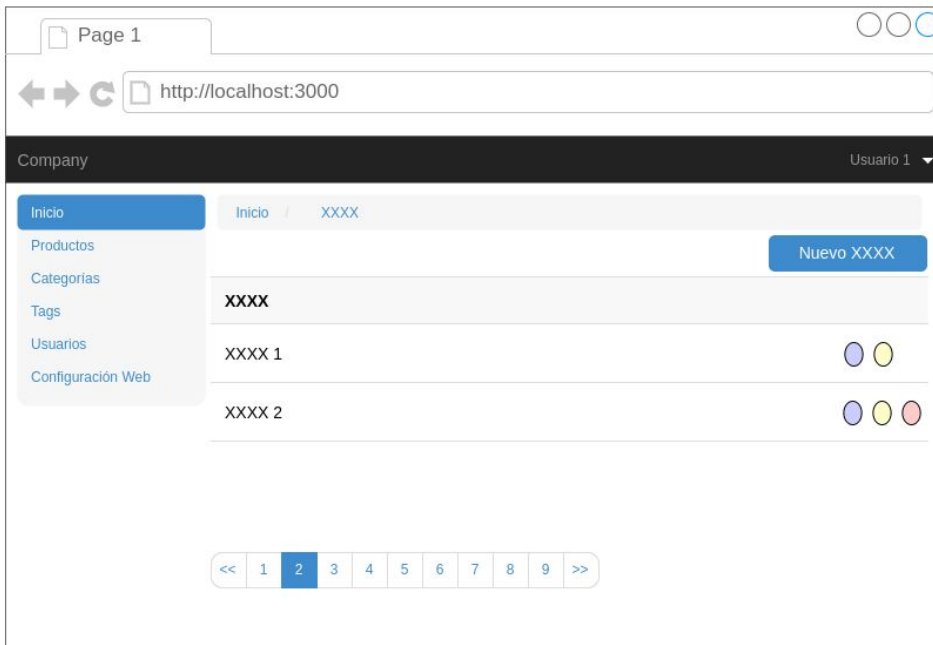 Page 1
http://localhost:3000
Company
Usuario 1
Inicio
Productos
Categorías
Tags
Usuarios
Configuración Web
Inicio / XXXX
Nuevo XXXX
XXXX
XXXX 1
XXXX 2
<< 1 2 3 4 5 6 7 8 9 >>